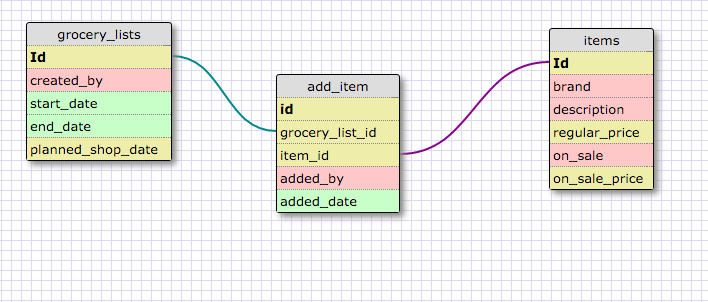 grocery_lists
Id
created_by
start_date
end_date
planned_shop_date
add_item
id
grocery_list_id
item_id
added_by
added_date
items
Id
brand
description
regular_price
on_sale
on_sale_price